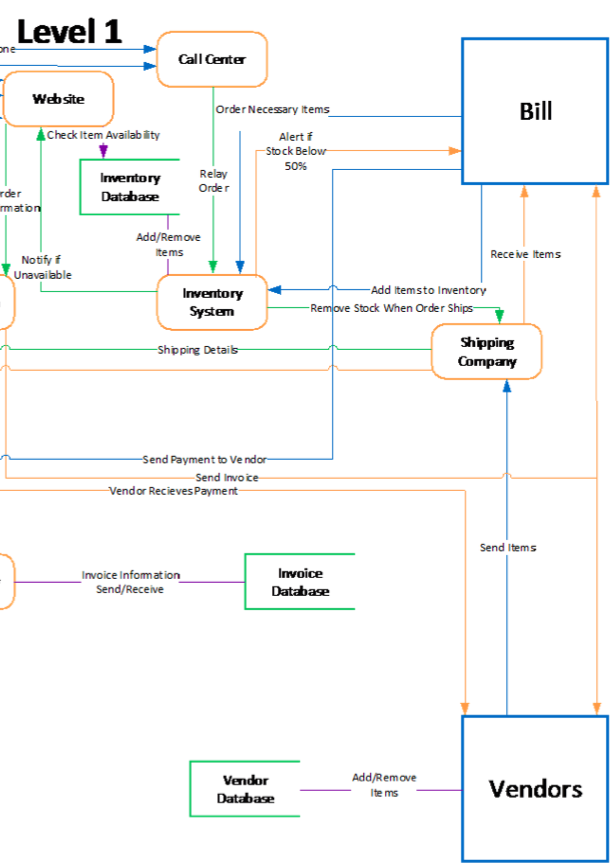 Level 1
one
Call Center
Website
Order Necessary Items
Bill
Check Item Availability
Alert if
Stock Below
50%
Inventory
Database
Relay
Order
rder
rmation
Add/Remove
Items
Notify if
Unavailable
Receive Items
Inventory
System
Add Items to Inventory
Remove Stock When Order Ships
Shipping Details
Shipping
Company
Send Payment to Vendor
Send Invoice
Vendor Recieves Payment
Send Items
Invoice Information
Send/Receive
Invoice
Database
Vendor
Database
Add/Remove
Items
Vendors